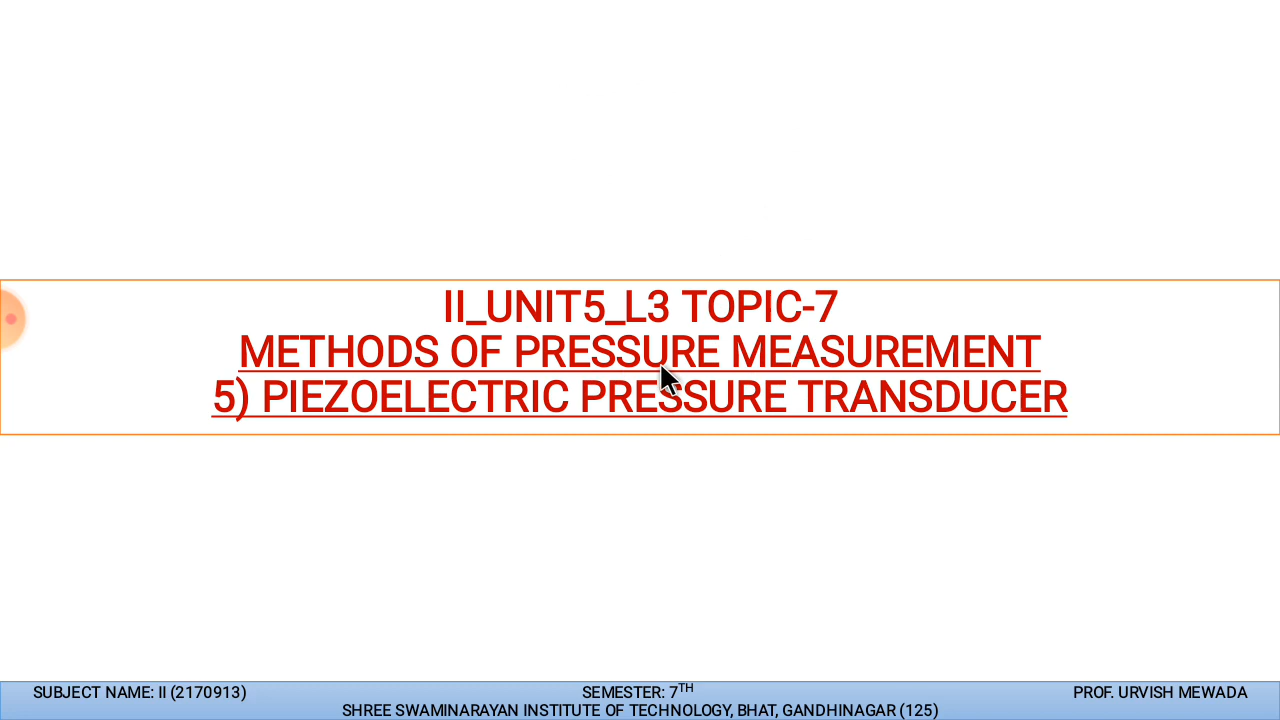 II_UNIT5_L3 TOPIC-7
METHODS OF PRESSURE MEASUREMENT
5) PIEZOELECTRIC PRESSURE TRANSDUCER
SUBJECT NAME: II (2170913) SEMESTER: 7TH PROF. URVISH MEWADA
SHREE SWAMINARAYAN INSTITUTE OF TECHNOLOGY, BHAT, GANDHINAGAR (125)